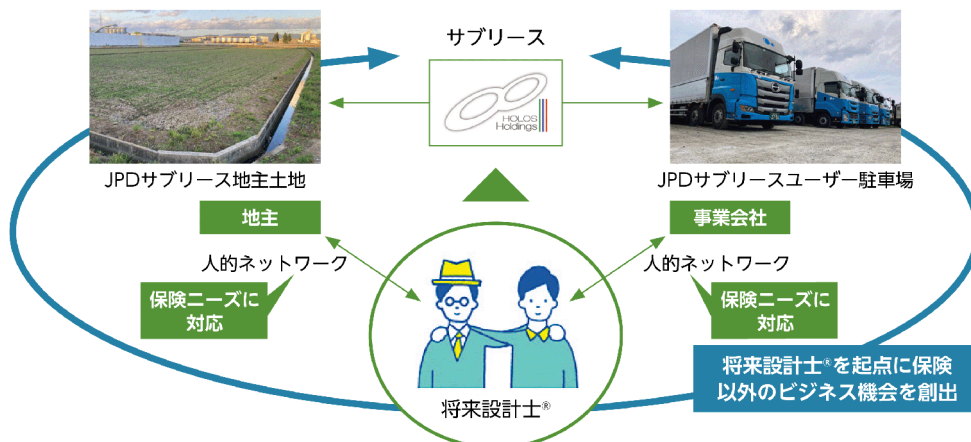 サブリース
HOLOS
Holdings
JPDサブリース地主土地
JPDサブリースユーザー駐車場
地主
事業会社
人的ネットワーク
人的ネットワーク
保険ニーズに
対応
保険ニーズに
対応
将来設計士®を起点に保険
以外のビジネス機会を創出
将来設計士®